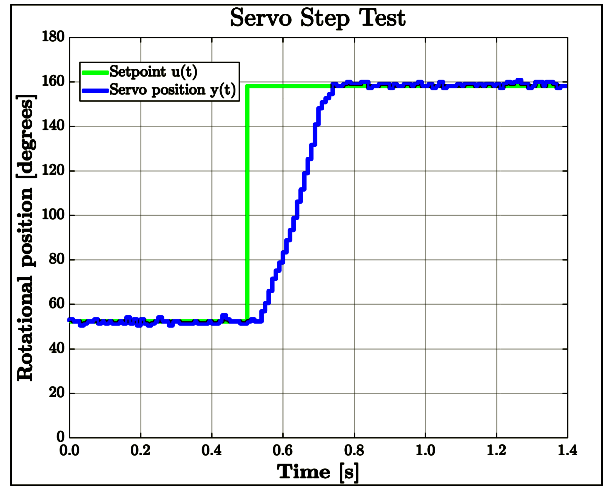 Servo Step Test
Setpoint u(t)
Servo position y(t)
Rotational position [degrees]
180
160
140
120
100
80
60
40
20
0
0.0 0.2 0.4 0.6 0.8 1.0 1.2 1.4
Time [s]